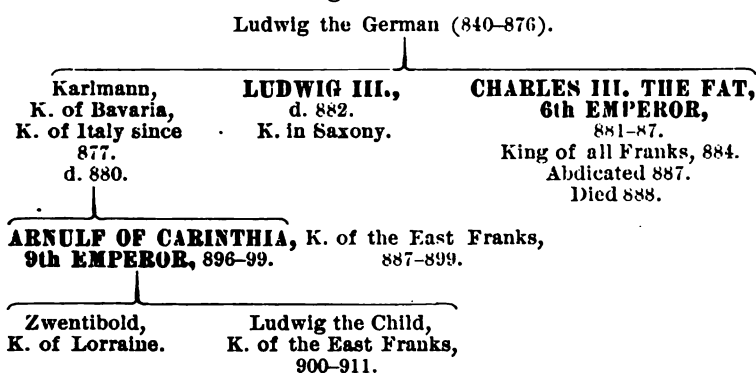 Ludwig the German (840–876).
Karlmann,
K. of Bavaria,
K. of Italy since
877.
d. 880.
LUDWIG III.,
d. 882.
K. in Saxony.
CHARLES III. THE FAT,
6th EMPEROR,
881–87.
King of all Franks, 884.
Abdicated 887.
Died 888.
ARNULF OF CARINTHIA, K. of the East Franks,
9th EMPEROR, 896–99. 887–899.
Zwentibold,
K. of Lorraine.
Ludwig the Child,
K. of the East Franks,
900–911.